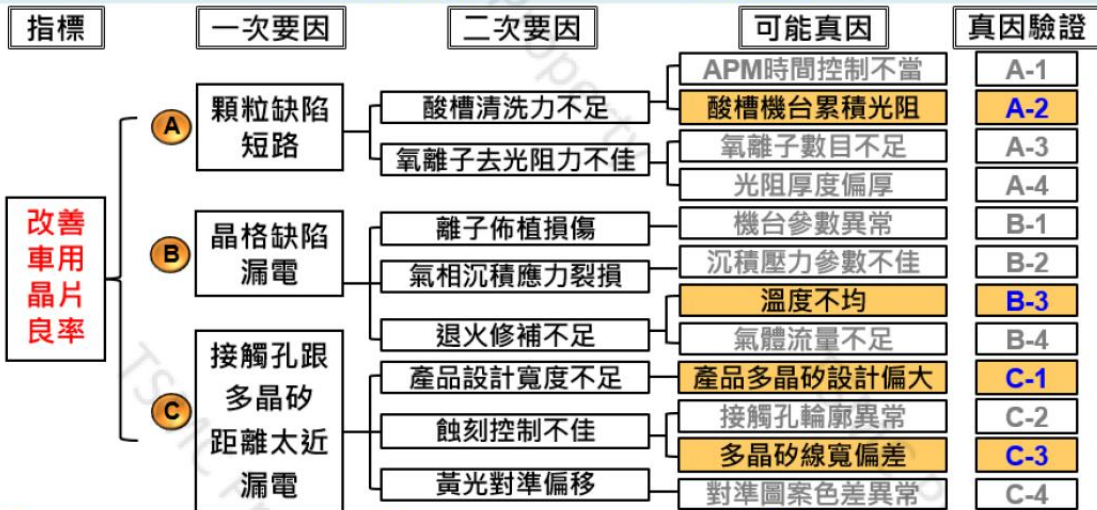 指標 一次要因 二次要因 可能真因 真因驗證
改善
車用
晶片
良率
A
顆粒缺陷
短路
酸槽清洗力不足
APM時間控制不當 A-1
酸槽機台累積光阻 A-2
氧離子去光阻力不佳
氧離子數目不足 A-3
光阻厚度偏厚 A-4
B
晶格缺陷
漏電
離子佈植損傷
機台參數異常 B-1
氣相沉積應力裂損
沉積壓力參數不佳 B-2
退火修補不足
溫度不均 B-3
氣體流量不足 B-4
C
接觸孔跟
多晶矽
距離太近
漏電
產品設計寬度不足
產品多晶矽設計偏大 C-1
蝕刻控制不佳
接觸孔輪廓異常 C-2
多晶矽線寬偏差 C-3
黃光對準偏移
對準圖案色差異常 C-4